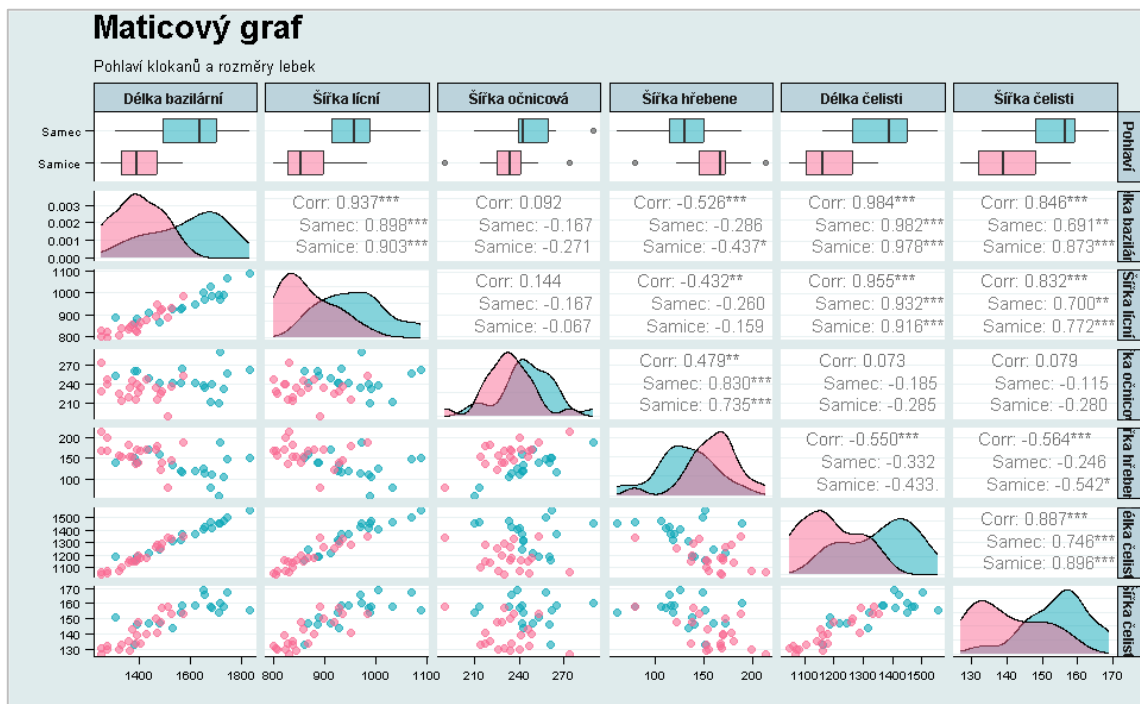 Maticový graf
Pohlaví klokanů a rozměry lebek
Délka bazilární Šířka lícní Šířka očnicová Šířka hřebene Délka čelisti Šířka čelisti
Samec
Samice
Pohlaví
0.003
0.002
0.001
0.000
Corr: 0.937*** Corr: 0.092 Corr: -0.526*** Corr: 0.984*** Corr: 0.846***
Samec: 0.898*** Samec: -0.167 Samec: -0.286 Samec: 0.982*** Samec: 0.691**
Samice: 0.903*** Samice: -0.271 Samice: -0.437* Samice: 0.978*** Samice: 0.873***
elka bazilár
1100
1000
900
800
Corr: 0.144 Corr: -0.432** Corr: 0.955*** Corr: 0.832***
Samec: -0.167 Samec: -0.260 Samec: 0.932*** Samec: 0.700**
Samice: -0.067 Samice: -0.159 Samice: 0.916*** Samice: 0.772***
Šířka lícní
270
240
210
Corr: 0.479** Corr: 0.073 Corr: 0.079
Samec: 0.830*** Samec: -0.185 Samec: -0.115
Samice: 0.735*** Samice: -0.285 Samice: -0.280
ka očnicov
200
150
100
Corr: -0.550*** Corr: -0.564***
Samec: -0.332 Samec: -0.246
Samice: -0.433. Samice: -0.542*
řka hřeben
1500
1400
1300
1200
1100
Corr: 0.887***
Samec: 0.746***
Samice: 0.896***
élka čelist
170
160
150
140
130
šířka čelist
1400 1600 1800 800 900 1000 1100 210 240 270 100 150 200 1100 1200 1300 1400 1500 130 140 150 160 170